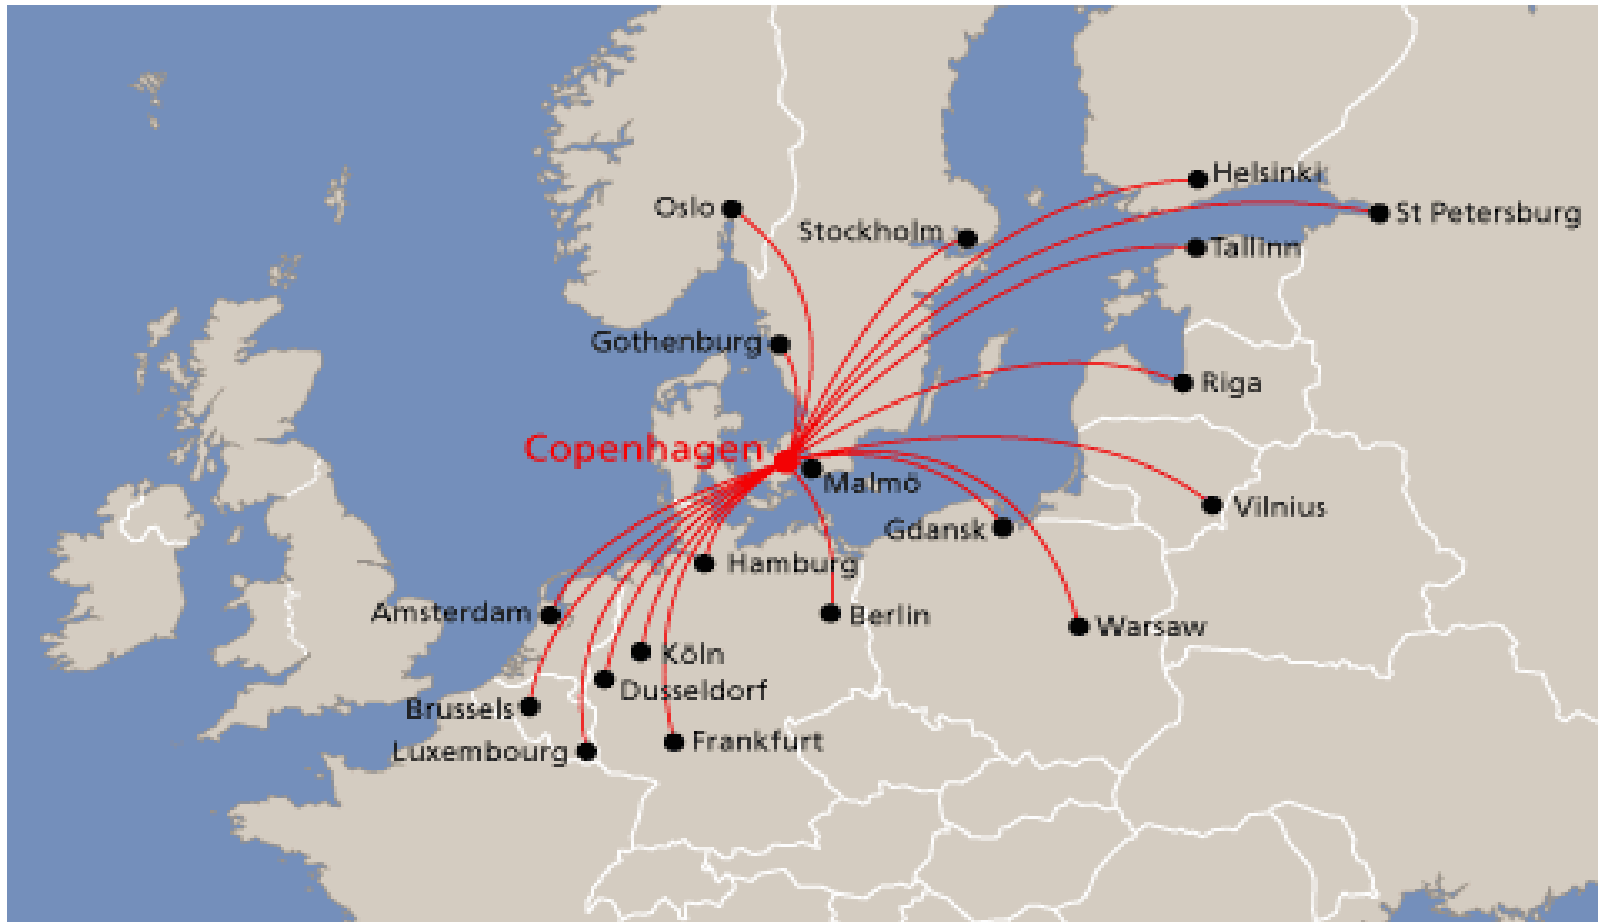 Helsinki
Oslo
St Petersburg
Stockholm
Tallinn
Gothenburg
Riga
Copenhagen
Malmö
Vilnius
Gdansk
Hamburg
Amsterdam
Berlin
Warsaw
Köln
Dusseldorf
Brussels
Frankfurt
Luxembourg